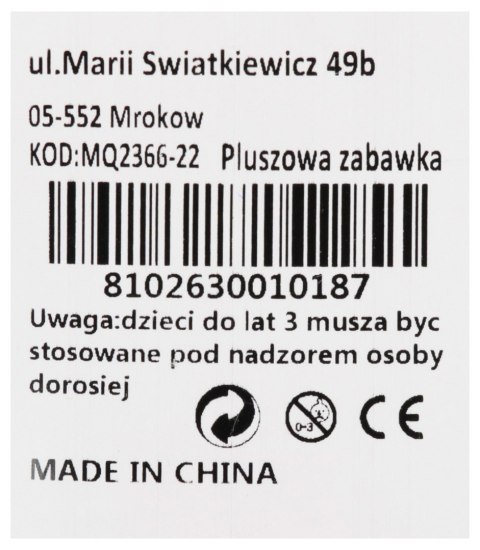 ul.Marii Swiatkiewicz 49b
05-552 Mrokow
KOD:MQ2366-22 Pluszowa zabawka
8102630010187
Uwaga:dzieci do lat 3 musza byc
stosowane pod nadzorem osoby
dorosiej
0-3
CE
MADE IN CHINA